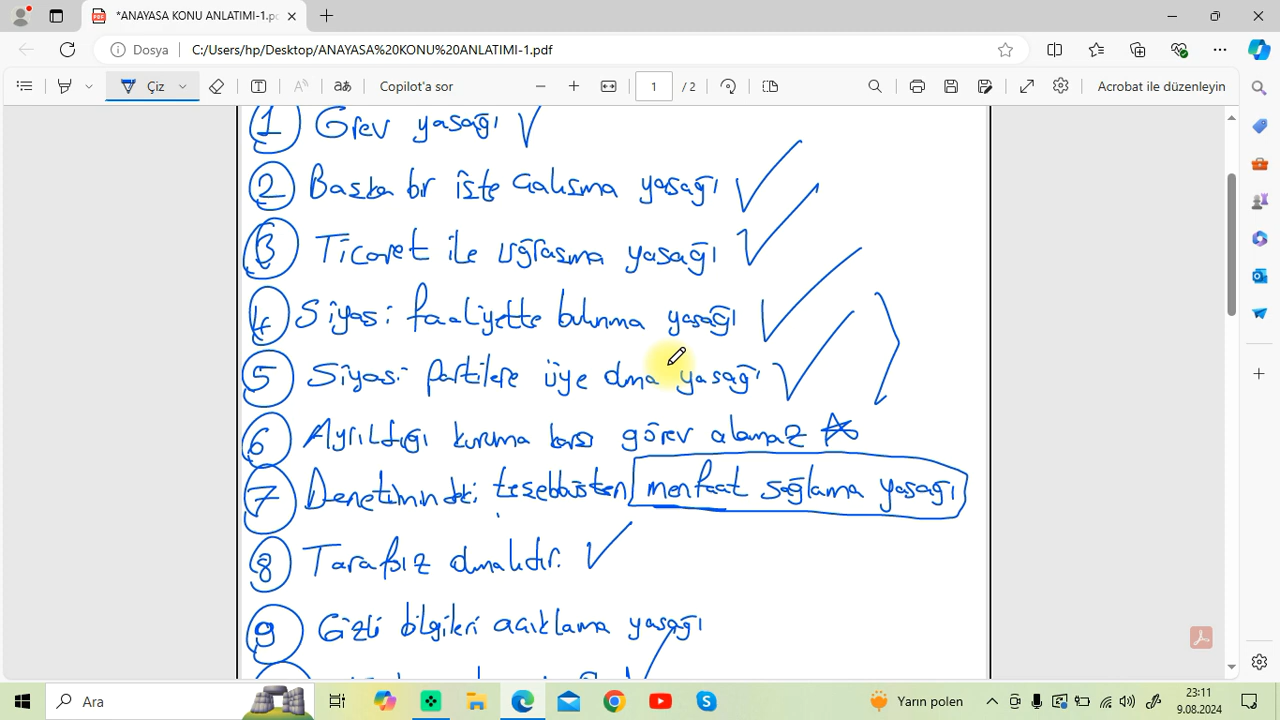 *ANAYASA KONU ANLATIMI-1.p
Dosya C:/Users/hp/Desktop/ANAYASA%20KONU%20ANLATIMI-1.pdf
Çiz Copilot'a sor 1 / 2 Acrobat ile düzenleyin
1 Grev yasağı
2 Başka bir işte çalışma yasağı
3 Ticaret ile uğraşma yasağı
4 Siyasi faaliyette bulunma yasağı
5 Siyasi partilere üye olma yasağı
6 Ayrıldığı kuruma karşı görev alamaz
7 Denetimindeki teşebbüsten menfaat sağlama yasağı
8 Tarafsız olmalıdır.
9 Gizli bilgileri açıklama yasağı
Ara
Yarın polen
23:11
9.08.2024